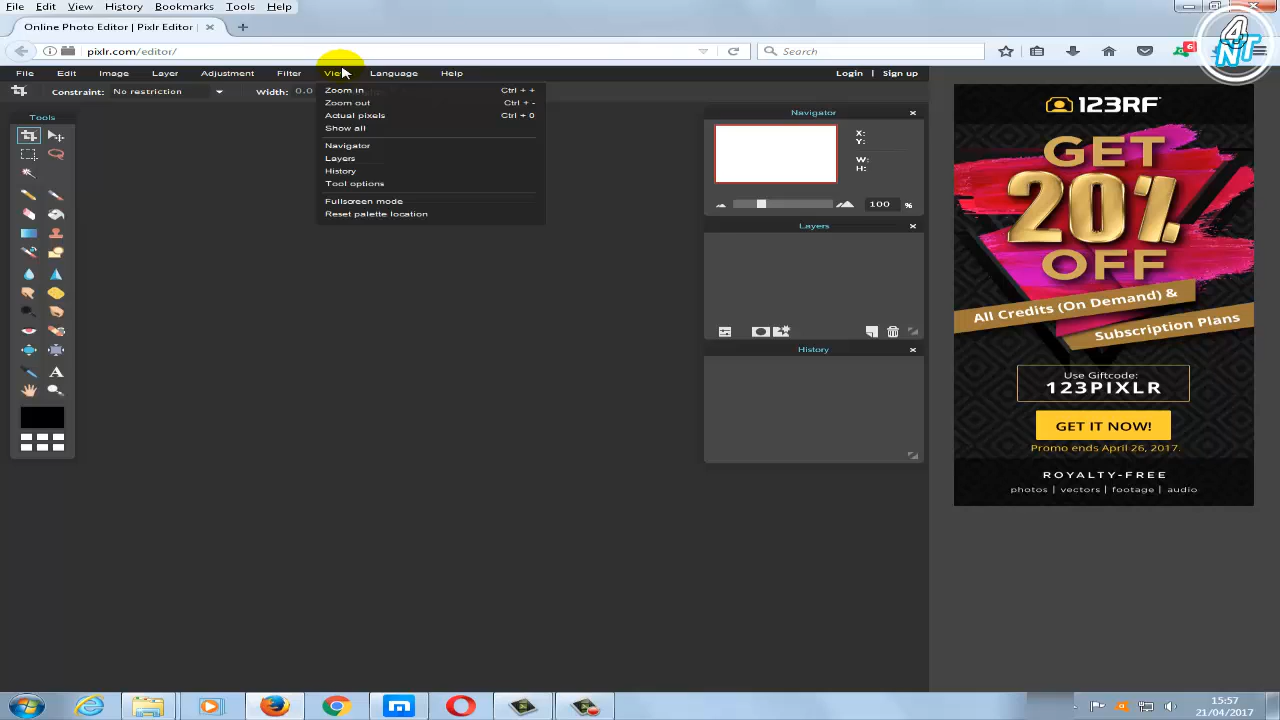 File Edit View History Bookmarks Tools Help
Online Photo Editor | Pixlr Editor
pixlr.com/editor/
Search
6
4
NT
File Edit Image Layer Adjustment Filter View Language Help
Login | Sign up
Constraint: No restriction Width: 0.0
Zoom in Ctrl + +
Zoom out Ctrl + -
Actual pixels Ctrl + 0
Show all
Navigator
Layers
History
Tool options
Fullscreen mode
Reset palette location
Tools
A
Navigator
X:
Y:
W:
H:
100 %
Layers
History
123RF
GET
20%
OFF
All Credits (On Demand) &
Subscription Plans
Use Giftcode:
123PIXLR
GET IT NOW!
Promo ends April 26, 2017.
ROYALTY-FREE
photos | vectors | footage | audio
15:57
21/04/2017